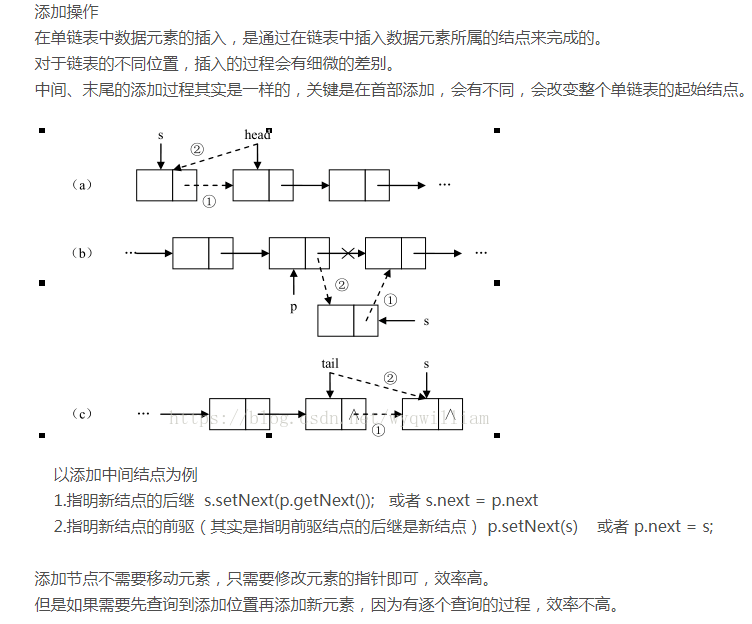 添加操作
在单链表中数据元素的插入，是通过在链表中插入数据元素所属的结点来完成的。
对于链表的不同位置，插入的过程会有细微的差别。
中间、末尾的添加过程其实是一样的，关键是在首部添加，会有不同，会改变整个单链表的起始结点。
s ② head
（a） ① …
（b） … …
② ①
p s
tail ② s
（c） … ∧ ∧
https://blog.csdn.net/wyqwilliam
①
以添加中间结点为例
1.指明新结点的后继 s.setNext(p.getNext()); 或者 s.next = p.next
2.指明新结点的前驱（其实是指明前驱结点的后继是新结点）p.setNext(s) 或者 p.next = s;
添加节点不需要移动元素，只需要修改元素的指针即可，效率高。
但是如果需要先查询到添加位置再添加新元素，因为有逐个查询的过程，效率不高。